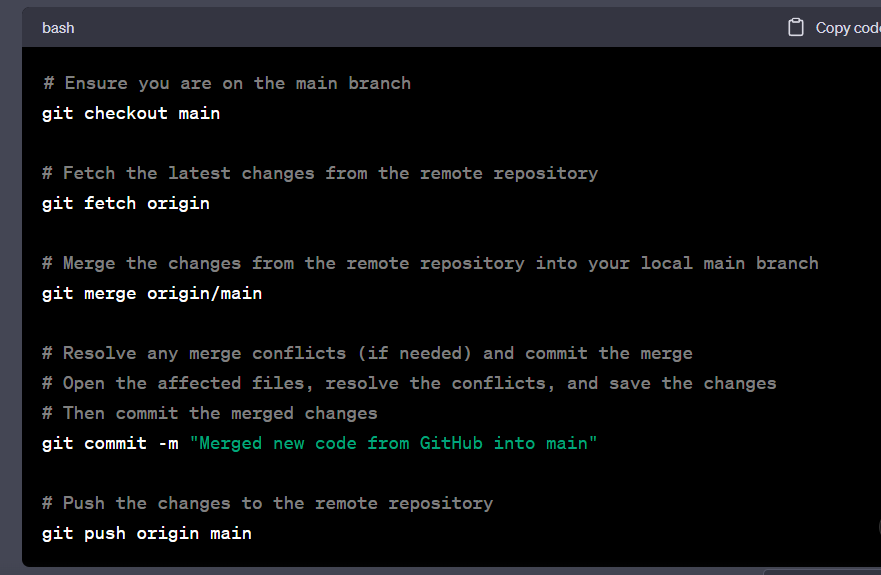 bash
Copy code
# Ensure you are on the main branch
git checkout main
# Fetch the latest changes from the remote repository
git fetch origin
# Merge the changes from the remote repository into your local main branch
git merge origin/main
# Resolve any merge conflicts (if needed) and commit the merge
# Open the affected files, resolve the conflicts, and save the changes
# Then commit the merged changes
git commit -m "Merged new code from GitHub into main"
# Push the changes to the remote repository
git push origin main